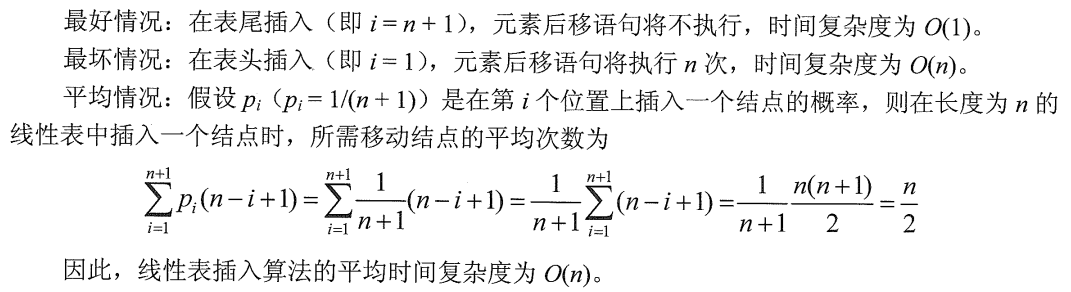 最好情况：在表尾插入（即 i = n + 1），元素后移语句将不执行，时间复杂度为 O(1)。
最坏情况：在表头插入（即 i = 1），元素后移语句将执行 n 次，时间复杂度为 O(n)。
平均情况：假设 pᵢ（pᵢ = 1/(n + 1)）是在第 i 个位置上插入一个结点的概率，则在长度为 n 的
线性表中插入一个结点时，所需移动结点的平均次数为
$$\sum_{i=1}^{n+1} p_i(n-i+1) = \sum_{i=1}^{n+1} \frac{1}{n+1}(n-i+1) = \frac{1}{n+1}\sum_{i=1}^{n+1}(n-i+1) = \frac{1}{n+1}\frac{n(n+1)}{2} = \frac{n}{2}$$
因此，线性表插入算法的平均时间复杂度为 O(n)。